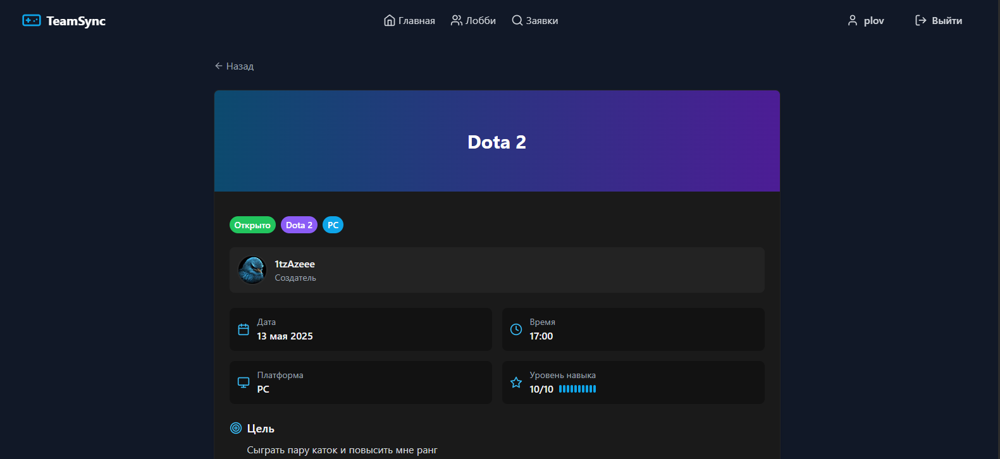 TeamSync
Главная
Лобби
Заявки
plov
Выйти
Назад
Dota 2
Открыто
Dota 2
PC
1tzAzeee
Создатель
Дата
13 мая 2025
Время
17:00
Платформа
PC
Уровень навыка
10/10
Цель
Сыграть пару каток и повысить мне ранг